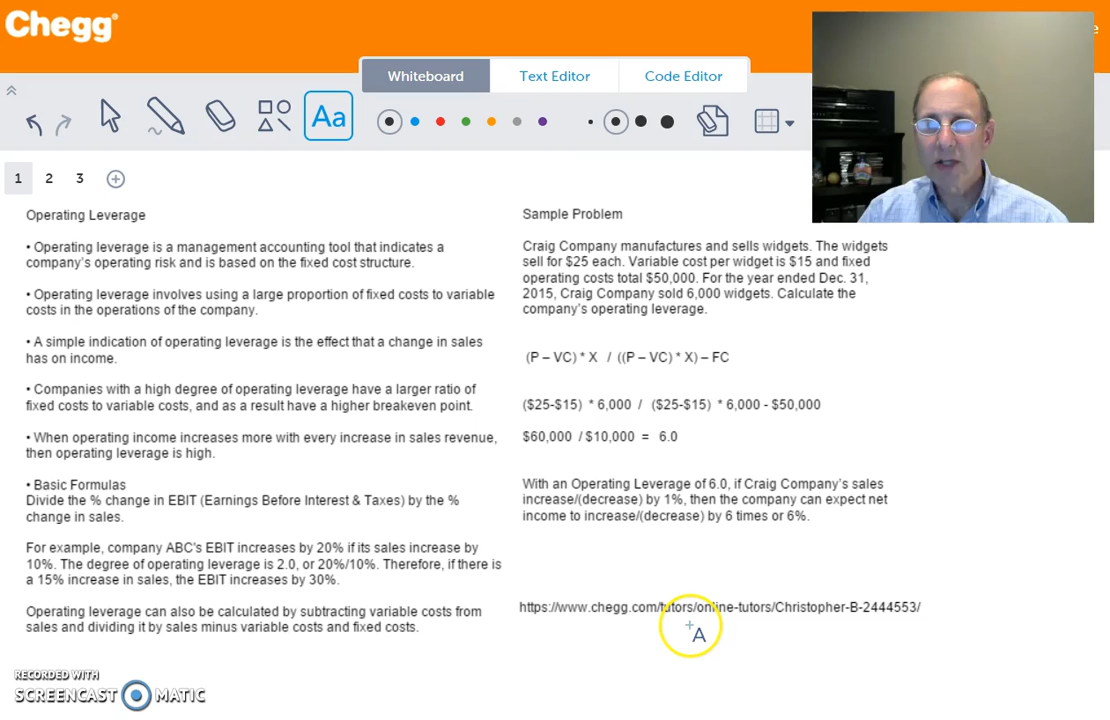 Chegg®
Whiteboard
Text Editor
Code Editor
Aa
1
2
3
Operating Leverage
• Operating leverage is a management accounting tool that indicates a
company's operating risk and is based on the fixed cost structure.
• Operating leverage involves using a large proportion of fixed costs to variable
costs in the operations of the company.
• A simple indication of operating leverage is the effect that a change in sales
has on income.
• Companies with a high degree of operating leverage have a larger ratio of
fixed costs to variable costs, and as a result have a higher breakeven point.
• When operating income increases more with every increase in sales revenue,
then operating leverage is high.
• Basic Formulas
Divide the % change in EBIT (Earnings Before Interest & Taxes) by the %
change in sales.
For example, company ABC's EBIT increases by 20% if its sales increase by
10%. The degree of operating leverage is 2.0, or 20%/10%. Therefore, if there is
a 15% increase in sales, the EBIT increases by 30%.
Operating leverage can also be calculated by subtracting variable costs from
sales and dividing it by sales minus variable costs and fixed costs.
Sample Problem
Craig Company manufactures and sells widgets. The widgets
sell for $25 each. Variable cost per widget is $15 and fixed
operating costs total $50,000. For the year ended Dec. 31,
2015, Craig Company sold 6,000 widgets. Calculate the
company's operating leverage.
(P – VC) * X / ((P – VC) * X) – FC
($25-$15) * 6,000 / ($25-$15) * 6,000 - $50,000
$60,000 / $10,000 = 6.0
With an Operating Leverage of 6.0, if Craig Company's sales
increase/(decrease) by 1%, then the company can expect net
income to increase/(decrease) by 6 times or 6%.
https://www.chegg.com/tutors/online-tutors/Christopher-B-2444553/
A
RECORDED WITH
SCREENCAST MATIC